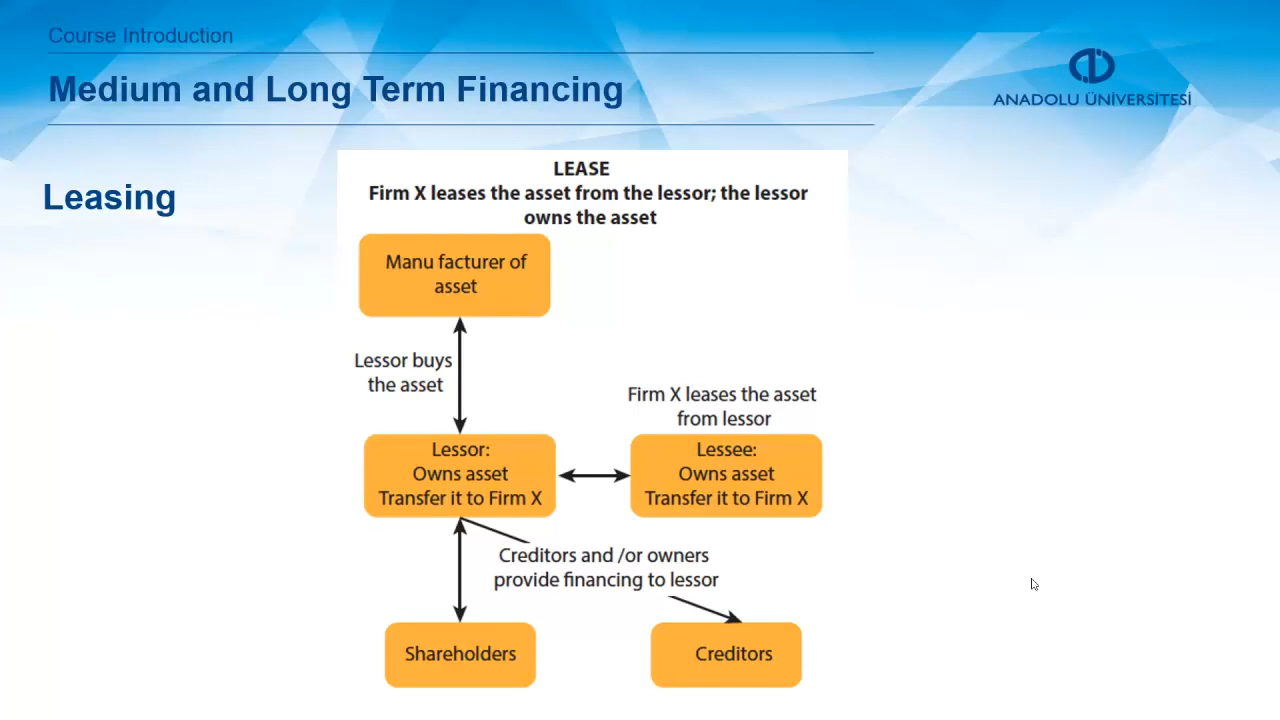 Course Introduction
Medium and Long Term Financing
ANADOLU ÜNİVERSİTESİ
Leasing
LEASE
Firm X leases the asset from the lessor; the lessor
owns the asset
Manu facturer of
asset
Lessor buys
the asset
Firm X leases the asset
from lessor
Lessor:
Owns asset
Transfer it to Firm X
Lessee:
Owns asset
Transfer it to Firm X
Creditors and /or owners
provide financing to lessor
Shareholders
Creditors